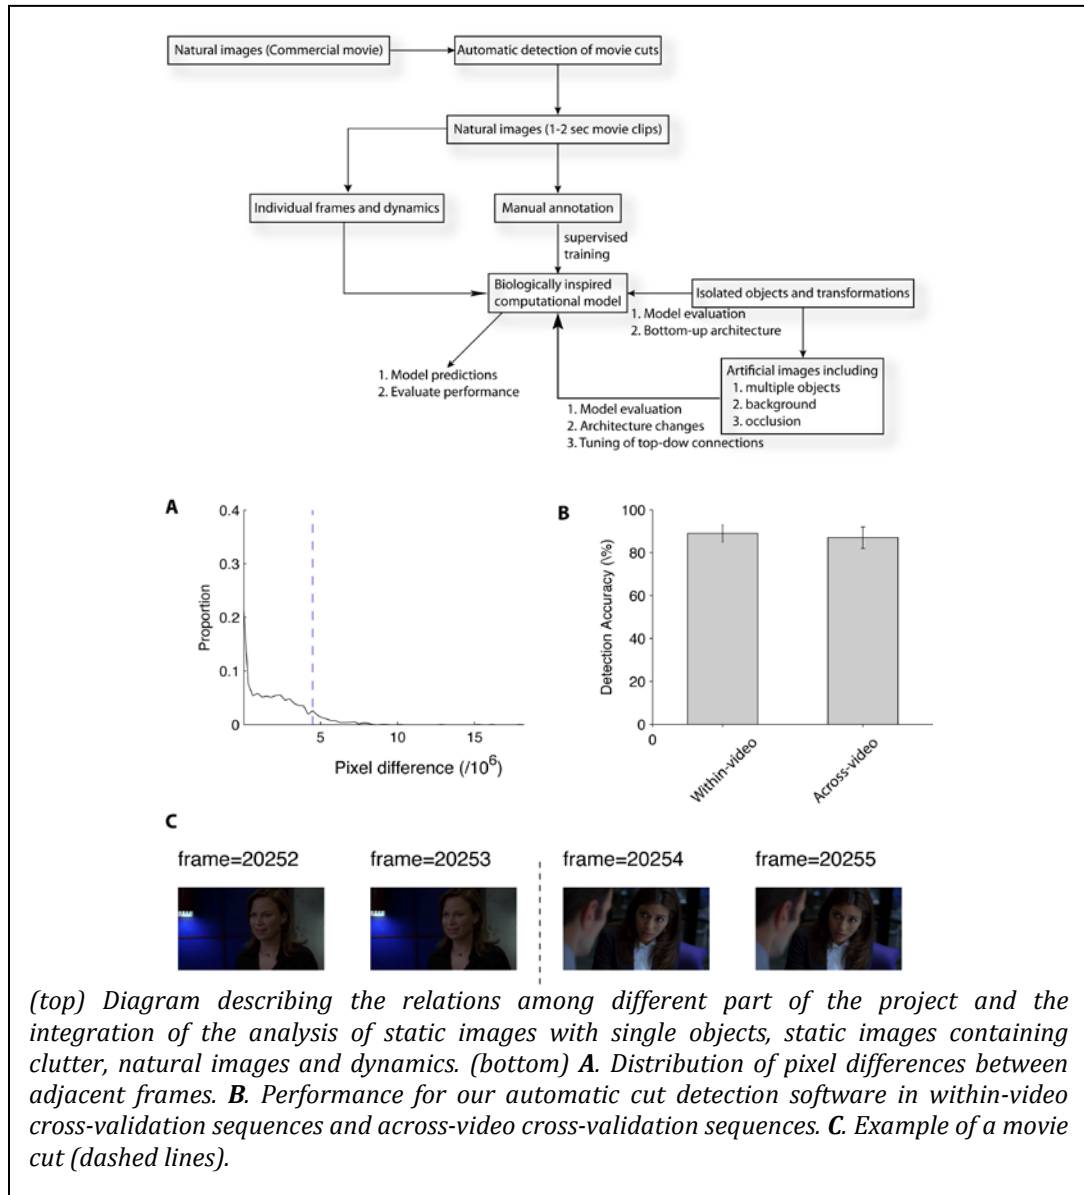 Natural images (Commercial movie)
Automatic detection of movie cuts
Natural images (1-2 sec movie clips)
Individual frames and dynamics
Manual annotation
supervised
training
Biologically inspired
computational model
Isolated objects and transformations
1. Model evaluation
2. Bottom-up architecture
1. Model predictions
2. Evaluate performance
Artificial images including
1. multiple objects
2. background
3. occlusion
1. Model evaluation
2. Architecture changes
3. Tuning of top-dow connections
A
0.4
0.3
0.2
0.1
0
Proportion
5
10
15
Pixel difference (/10^6)
B
100
80
60
40
20
0
Detection Accuracy (\%)
0
Within-video
Across-video
C
frame=20252
frame=20253
frame=20254
frame=20255
(top) Diagram describing the relations among different part of the project and the
integration of the analysis of static images with single objects, static images containing
clutter, natural images and dynamics. (bottom) A. Distribution of pixel differences between
adjacent frames. B. Performance for our automatic cut detection software in within-video
cross-validation sequences and across-video cross-validation sequences. C. Example of a movie
cut (dashed lines).